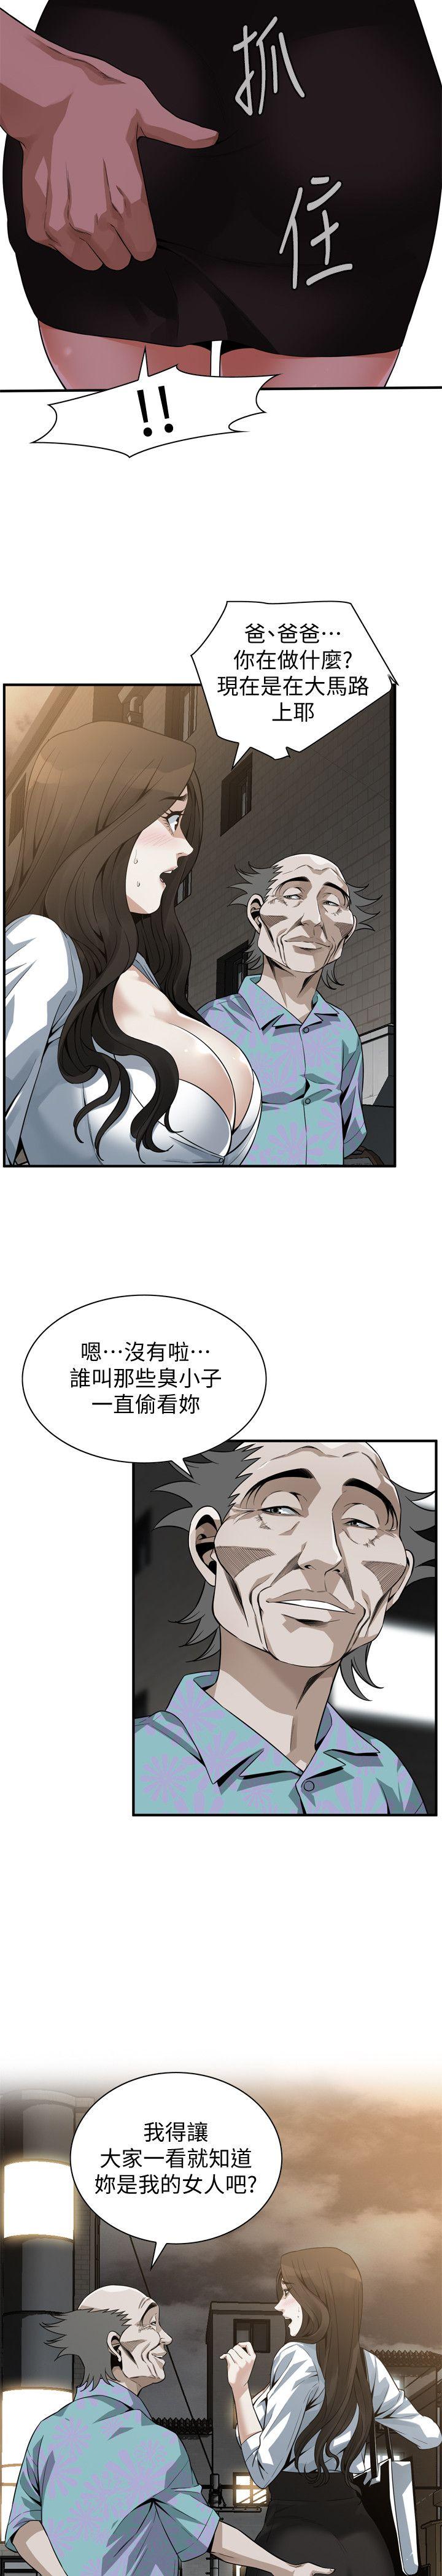 抓
住
!!
爸、爸爸…
你在做什麼?
現在是在大馬路
上耶
嗯…沒有啦…
誰叫那些臭小子
一直偷看妳
我得讓
大家一看就知道
妳是我的女人吧?